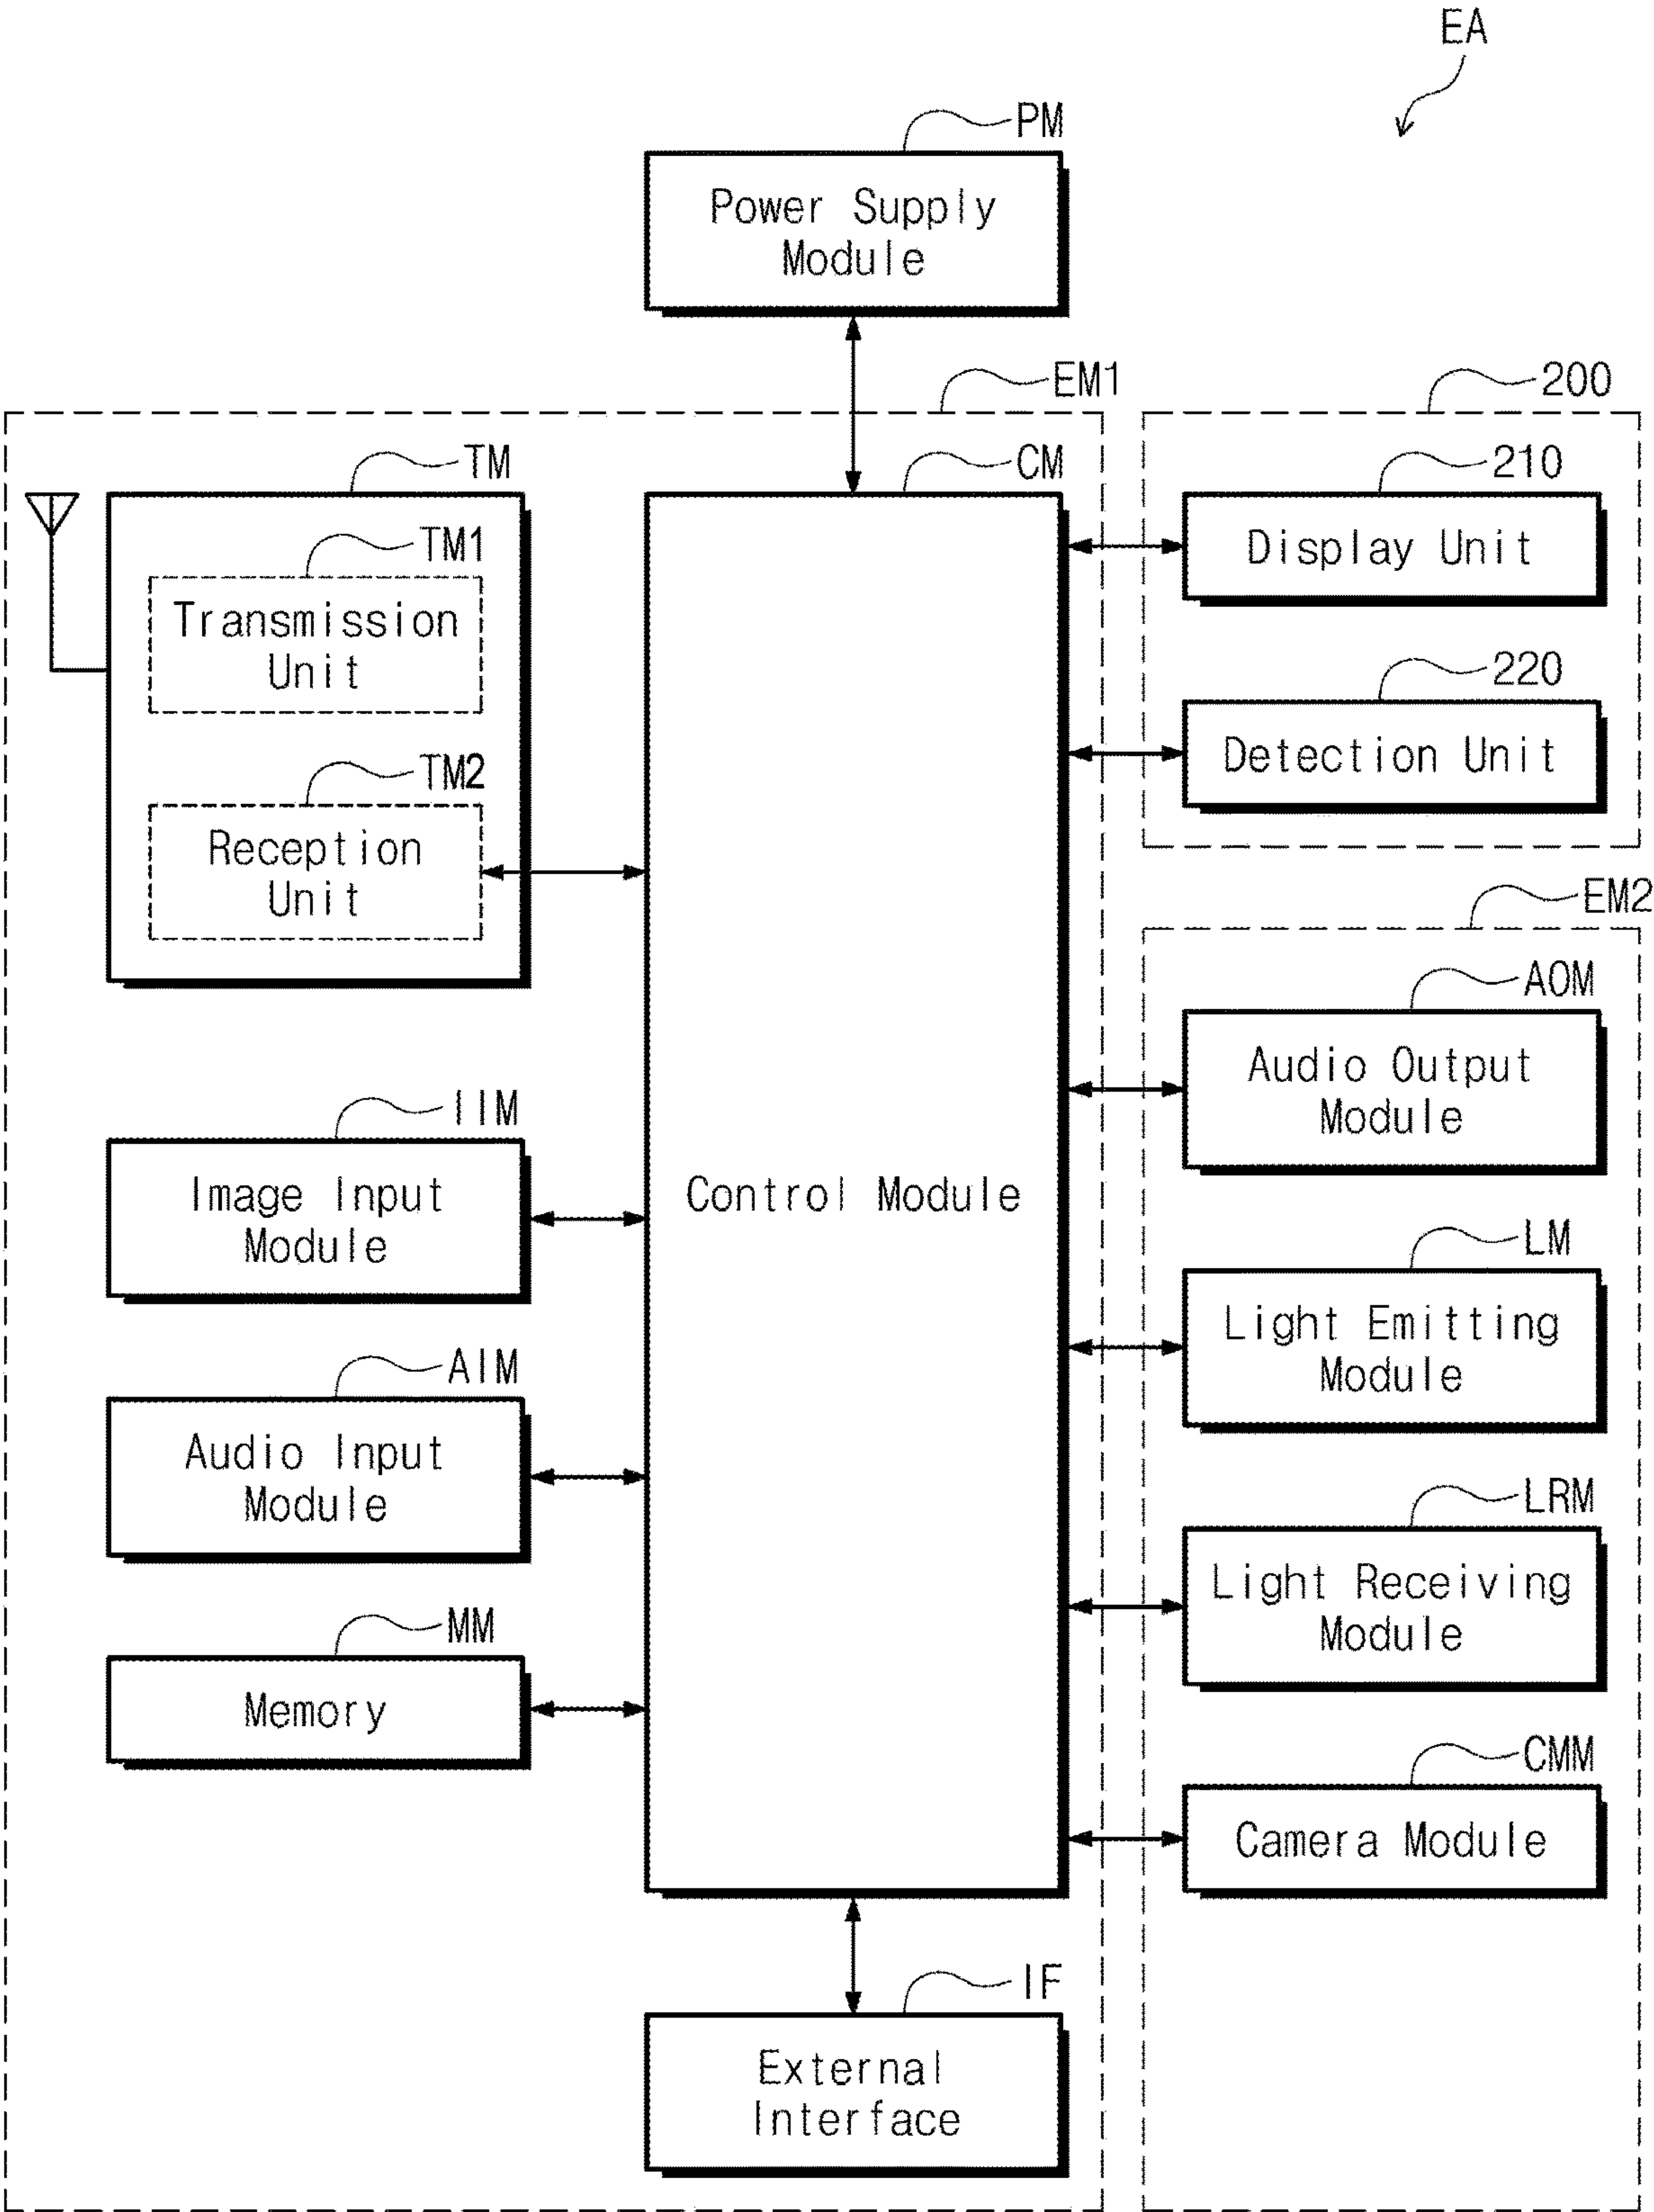 EA
PM
Power Supply
Module
EM1
200
TM
CM
210
TM1
Display Unit
Transmission
Unit
220
TM2
Detection Unit
Reception
Unit
EM2
AOM
Audio Output
Module
IIM
Image Input
Module
Control Module
LM
Light Emitting
Module
AIM
Audio Input
Module
LRM
Light Receiving
Module
MM
Memory
CMM
Camera Module
IF
External
Interface